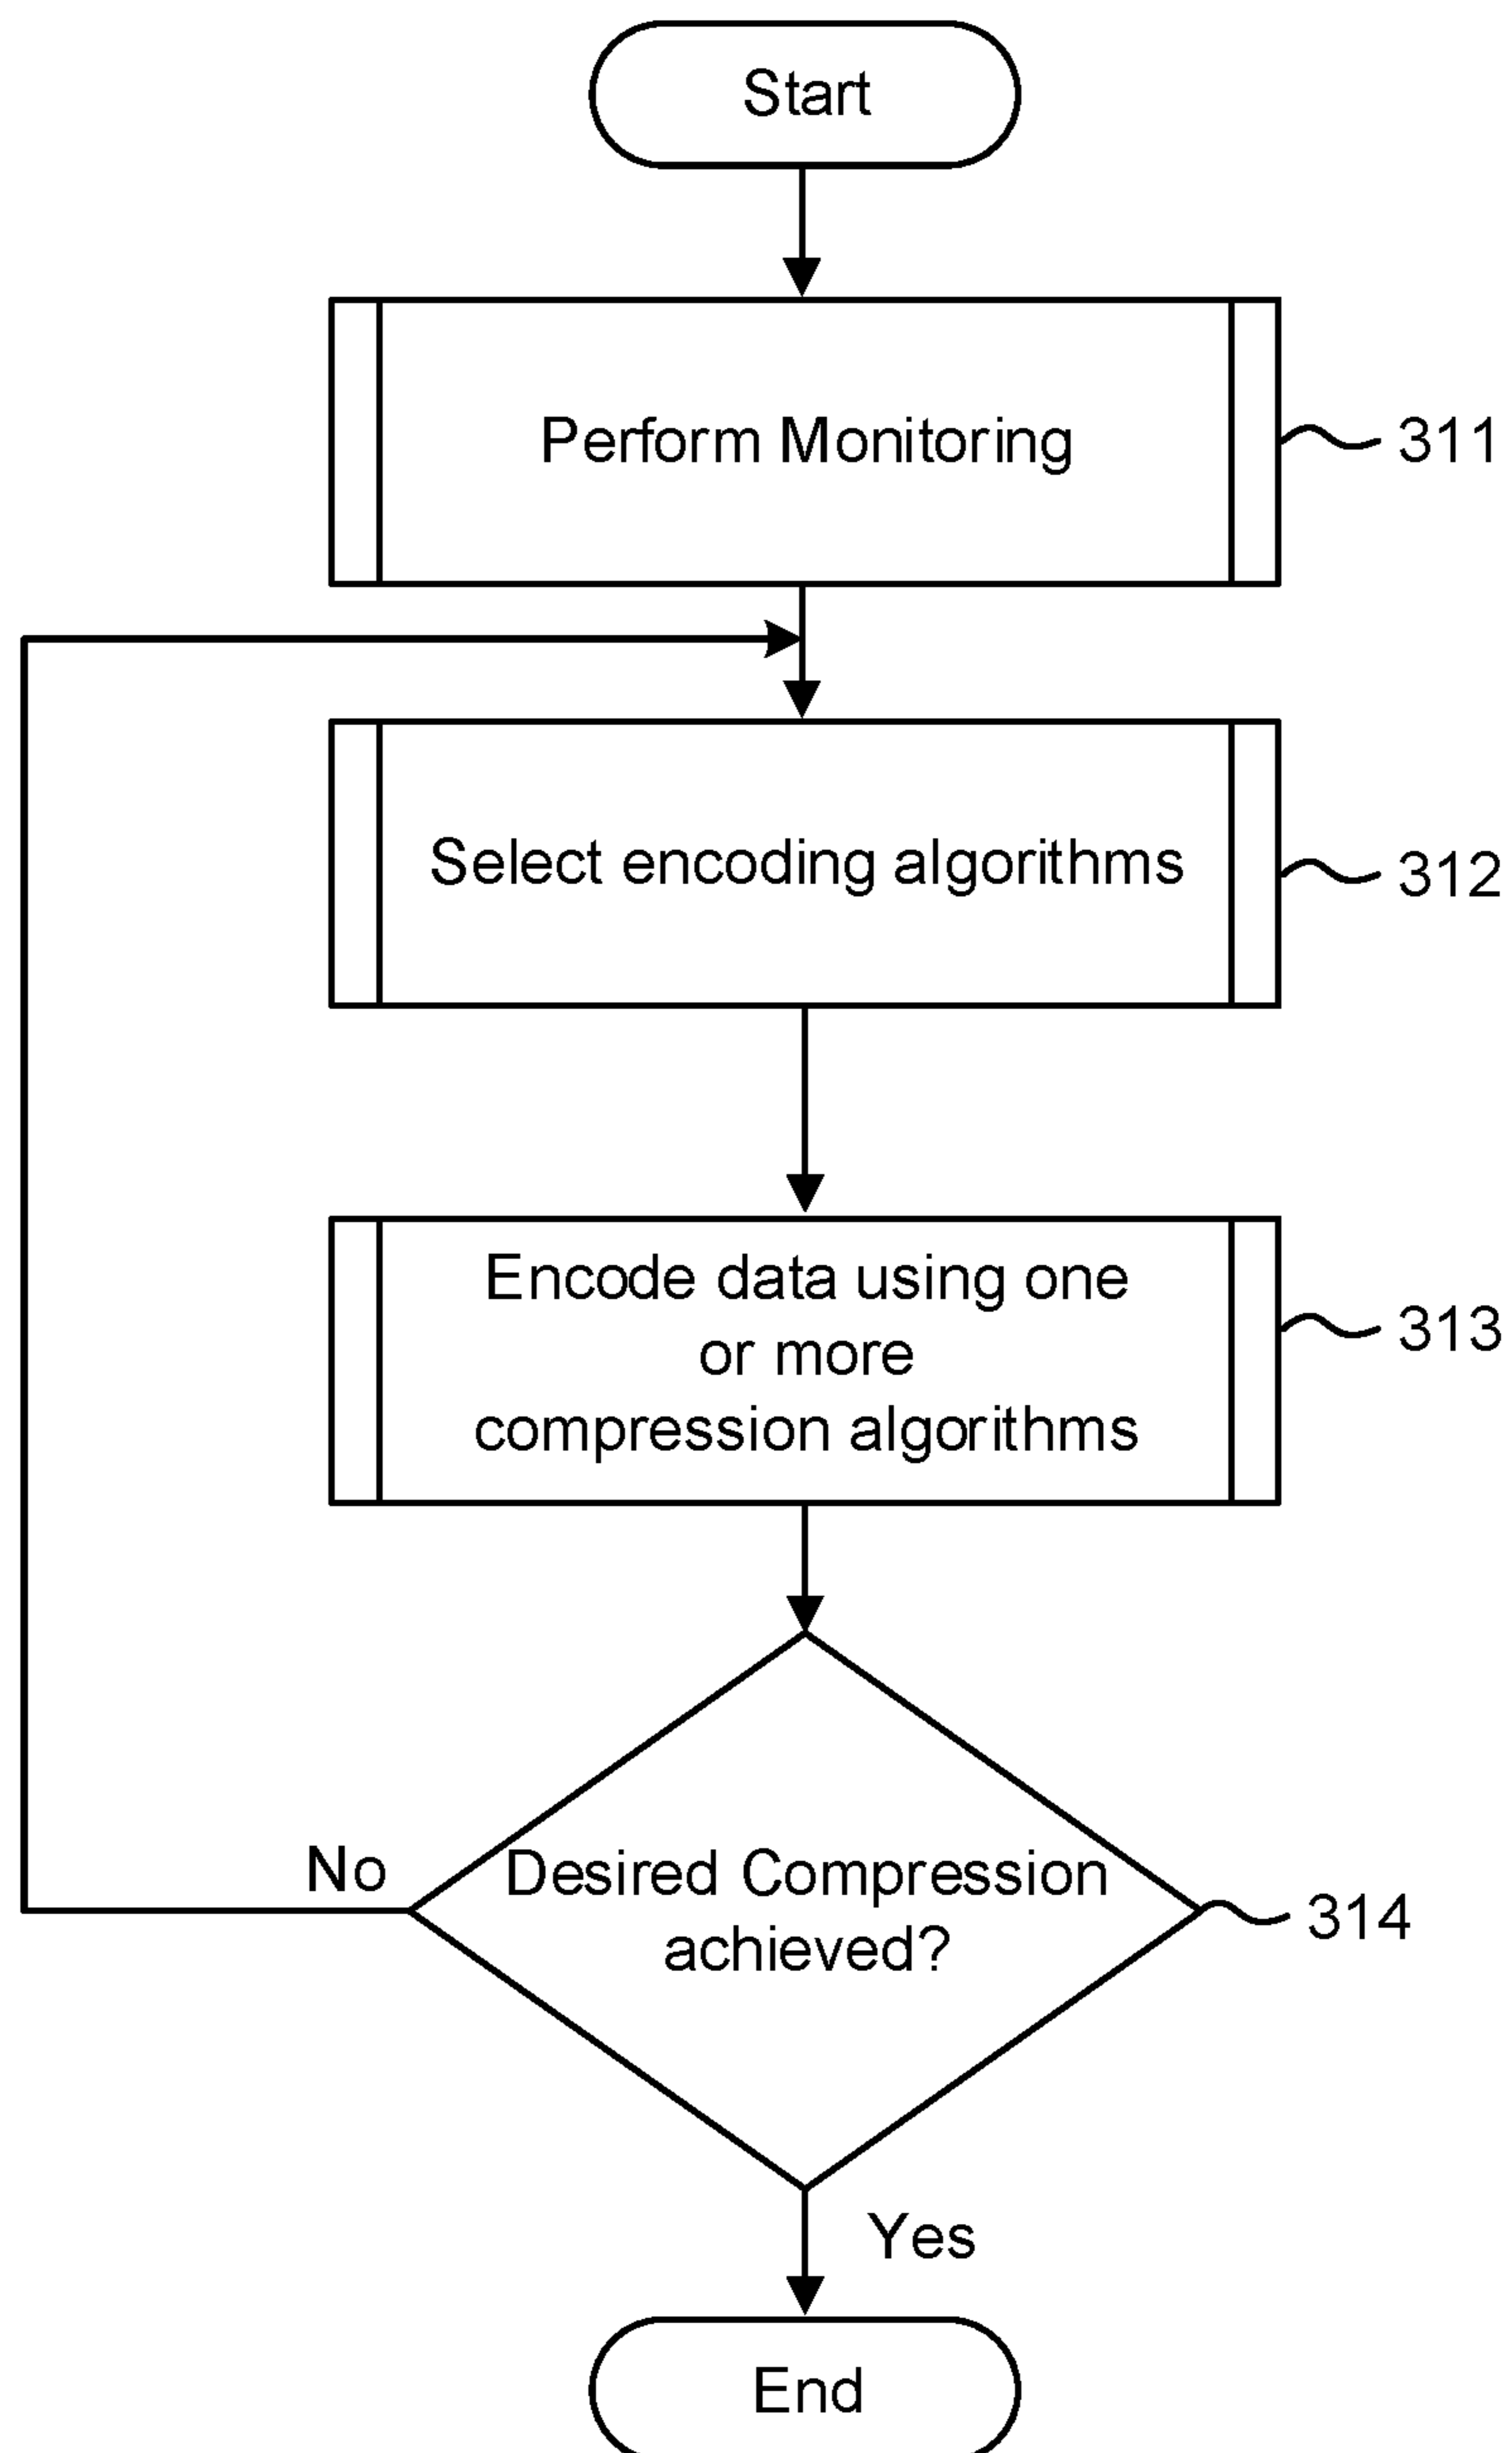 Start
Perform Monitoring
311
Select encoding algorithms
312
Encode data using one
or more
compression algorithms
313
No
Desired Compression
achieved?
314
Yes
End